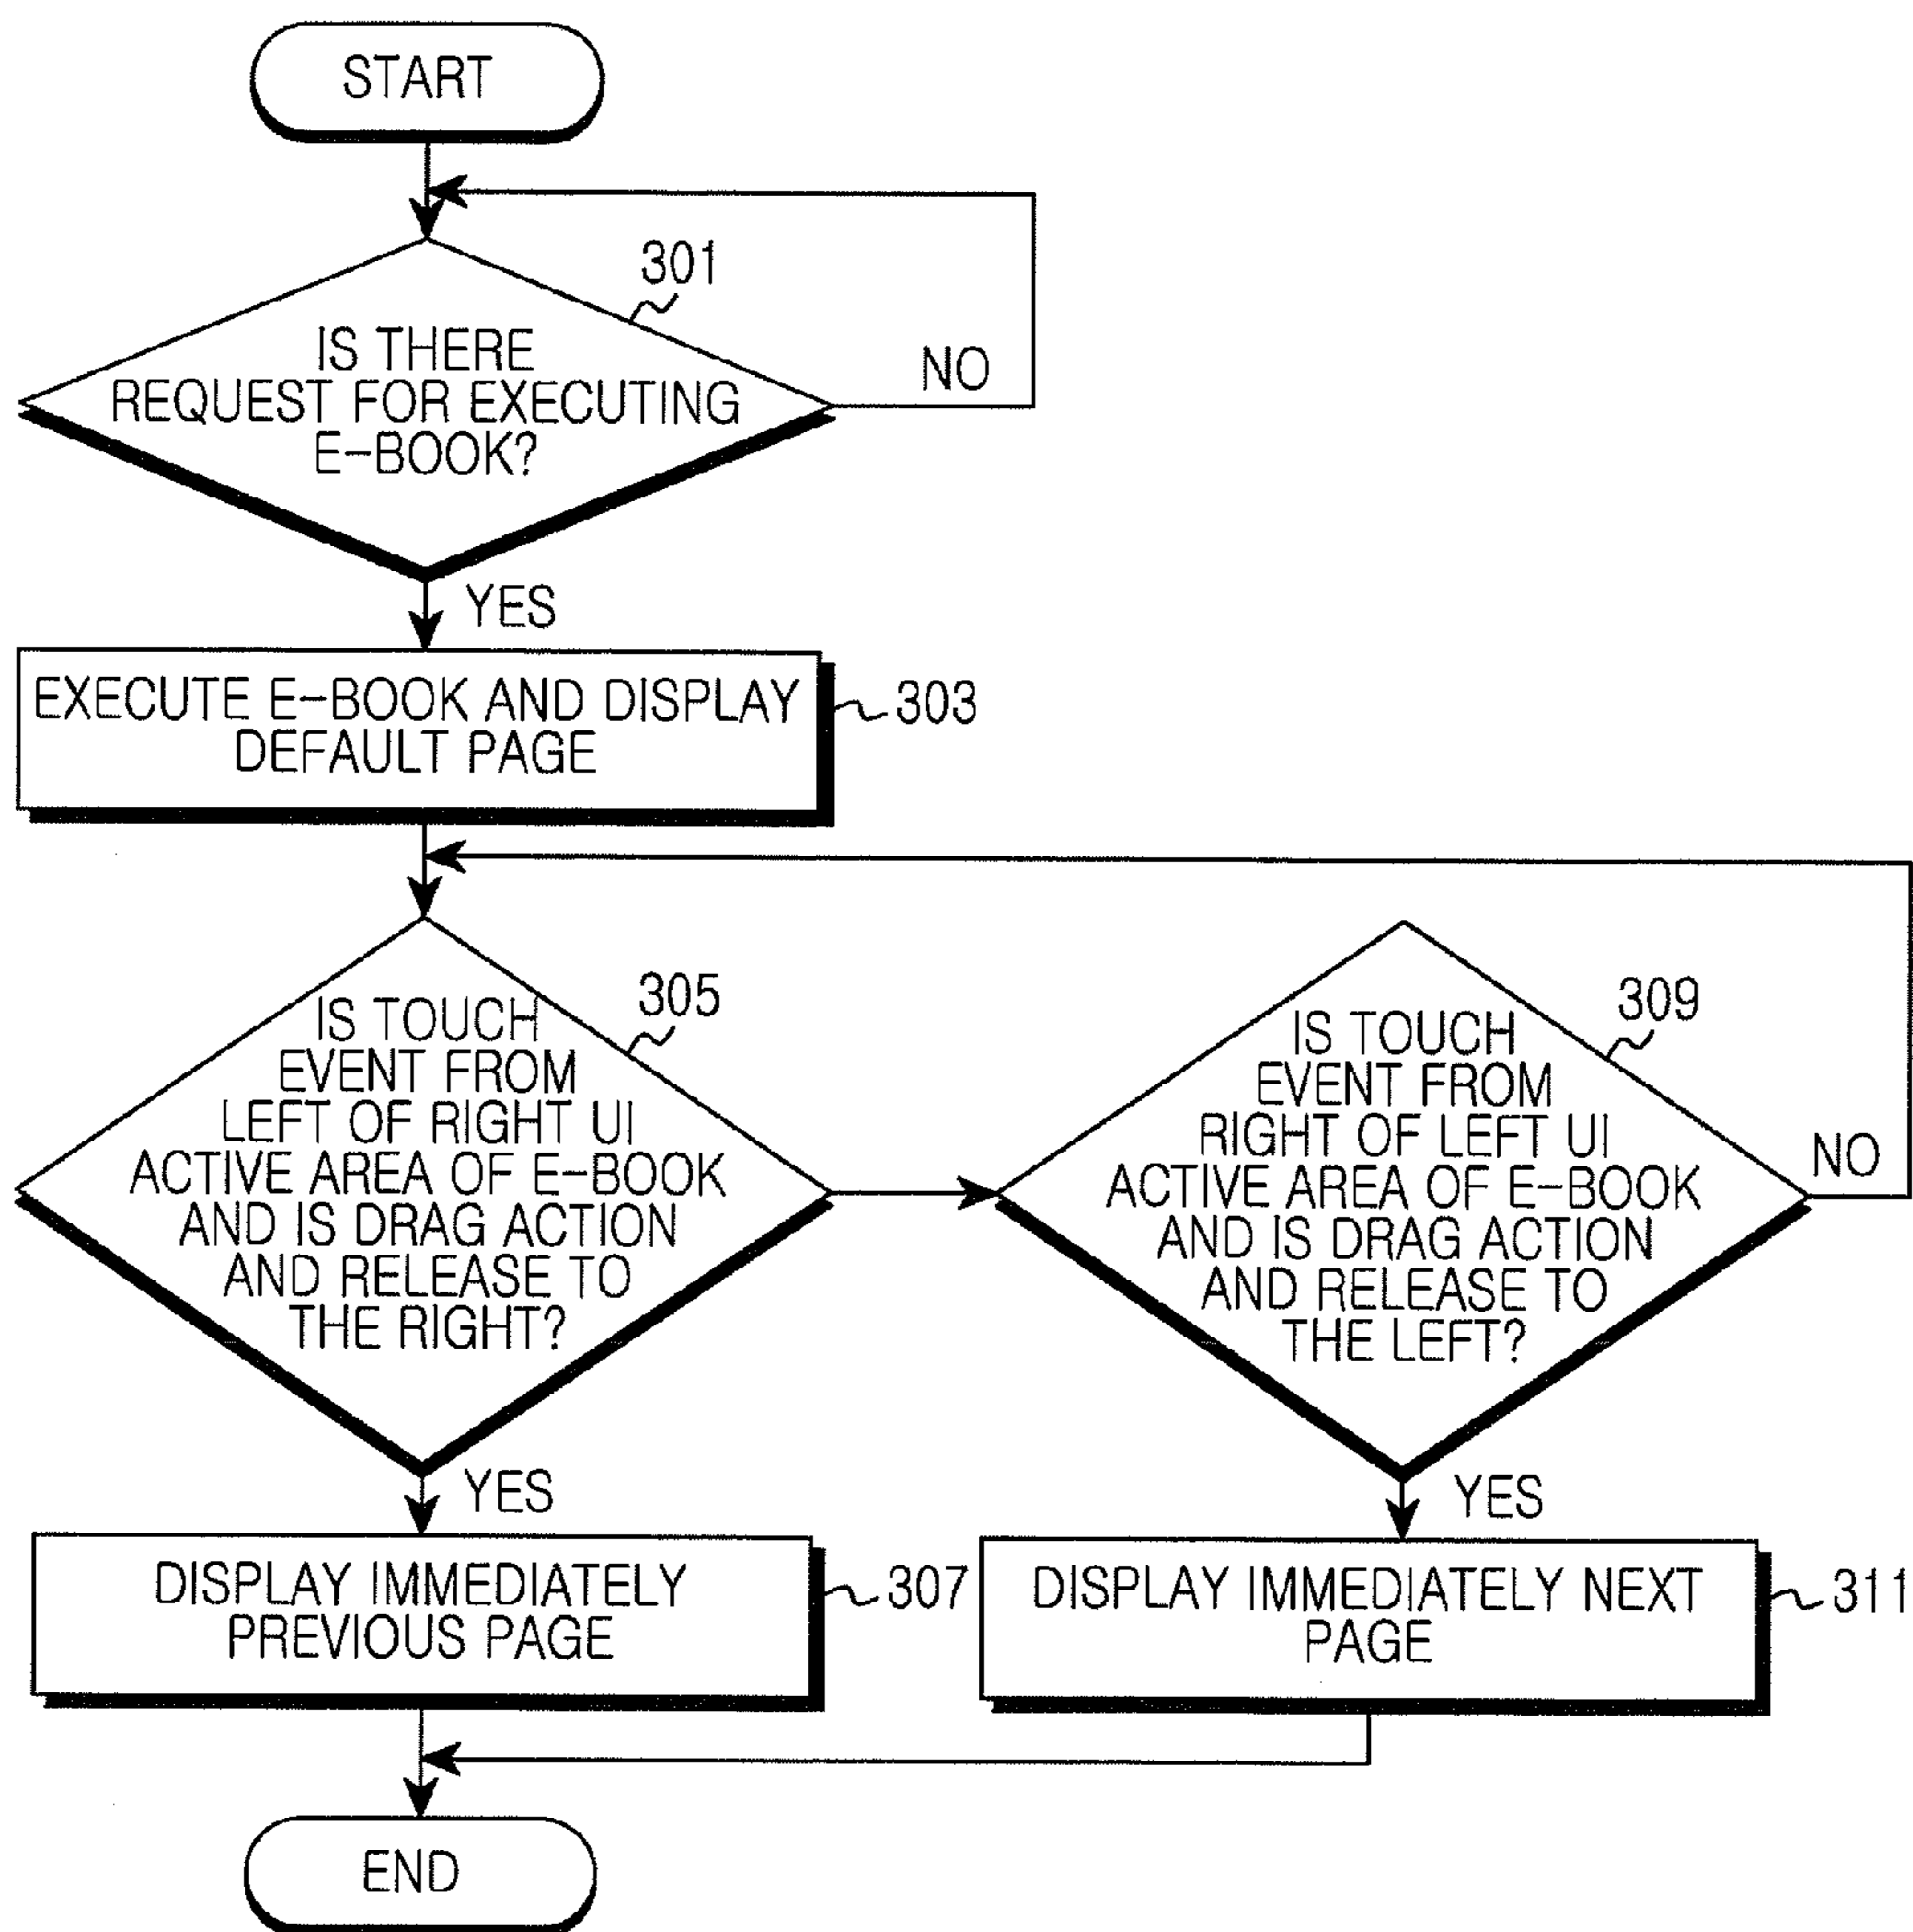 START
301
IS THERE
REQUEST FOR EXECUTING
E-BOOK?
NO
YES
EXECUTE E-BOOK AND DISPLAY
DEFAULT PAGE
303
305
IS TOUCH
EVENT FROM
LEFT OF RIGHT UI
ACTIVE AREA OF E-BOOK
AND IS DRAG ACTION
AND RELEASE TO
THE RIGHT?
309
IS TOUCH
EVENT FROM
RIGHT OF LEFT UI
ACTIVE AREA OF E-BOOK
AND IS DRAG ACTION
AND RELEASE TO
THE LEFT?
NO
YES
YES
DISPLAY IMMEDIATELY
PREVIOUS PAGE
307
DISPLAY IMMEDIATELY NEXT
PAGE
311
END